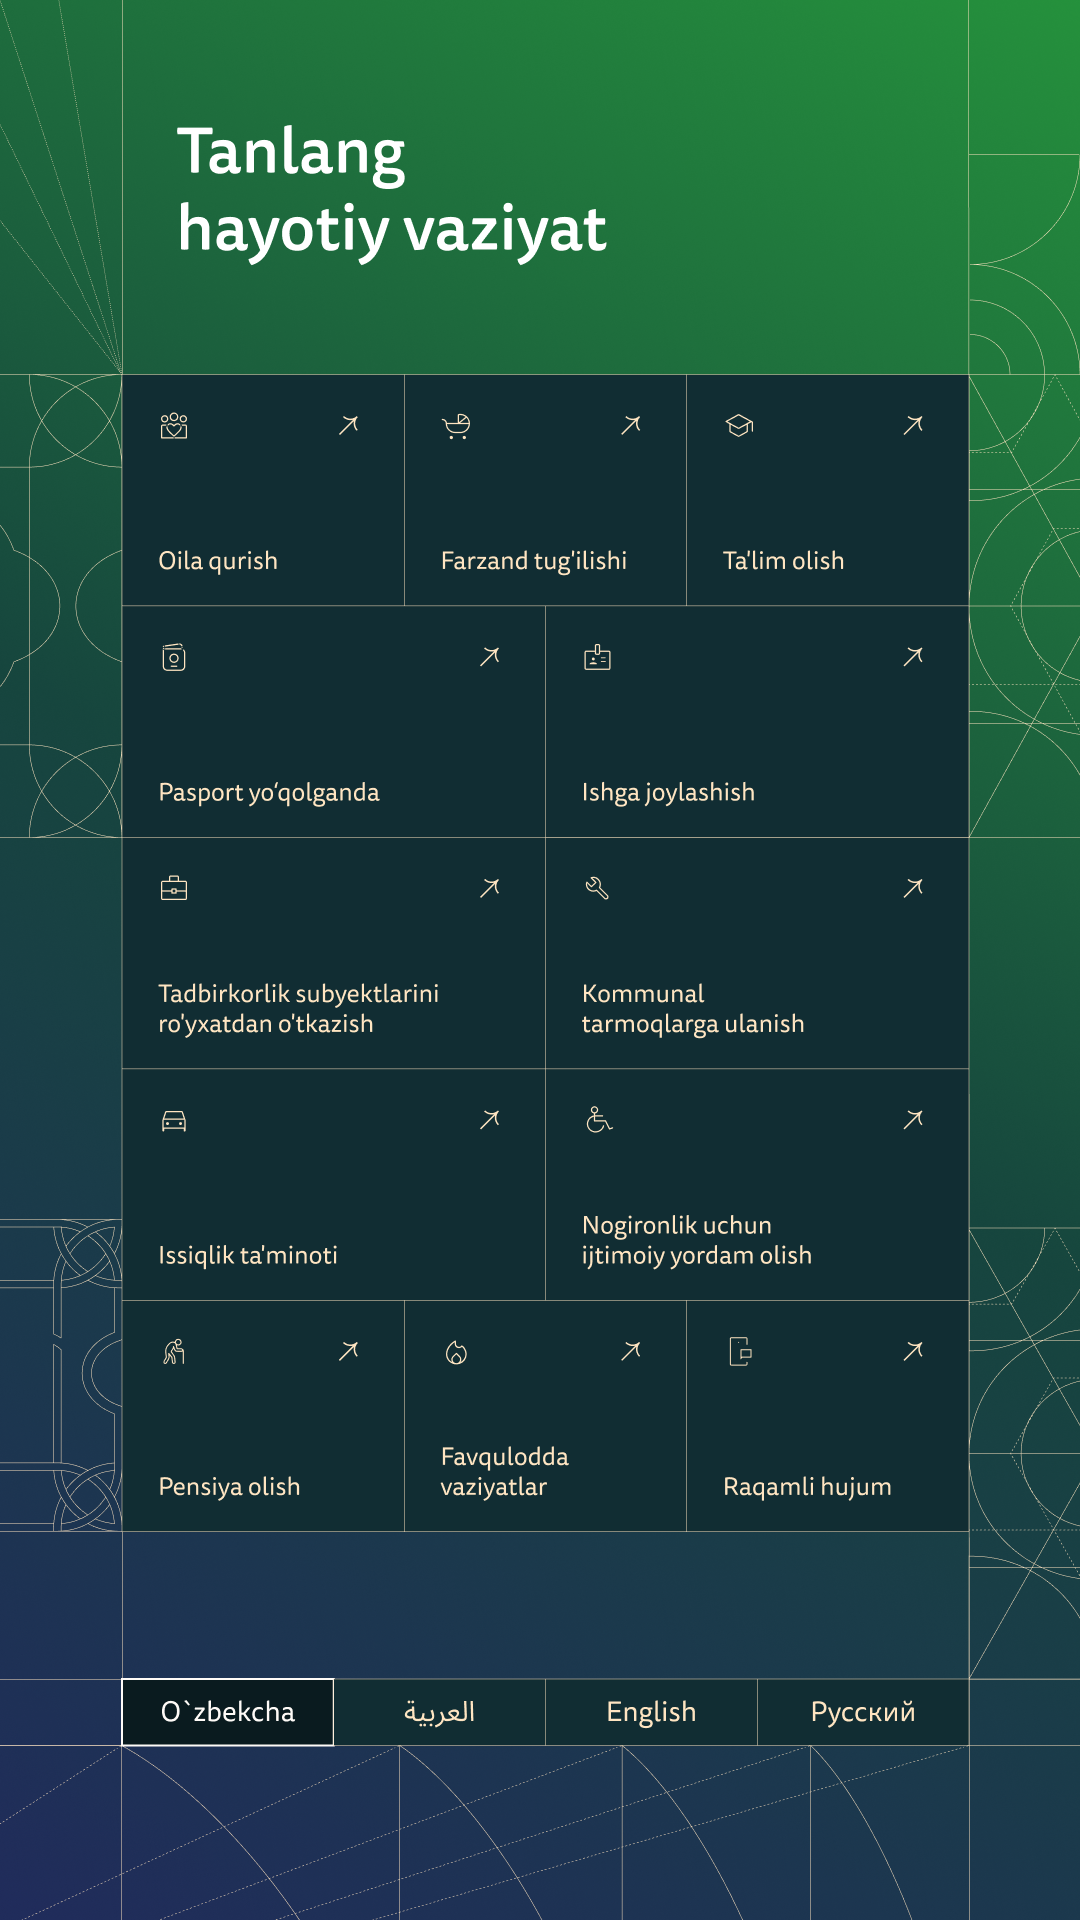 Tanlang
hayotiy vaziyat
Oila qurish
Farzand tug'ilishi
Ta'lim olish
Pasport yo‘qolganda
Ishga joylashish
Tadbirkorlik subyektlarini
ro'yxatdan o'tkazish
Kommunal
tarmoqlarga ulanish
Issiqlik ta'minoti
Nogironlik uchun
ijtimoiy yordam olish
Pensiya olish
Favqulodda
vaziyatlar
Raqamli hujum
O`zbekcha
العربية
English
Русский